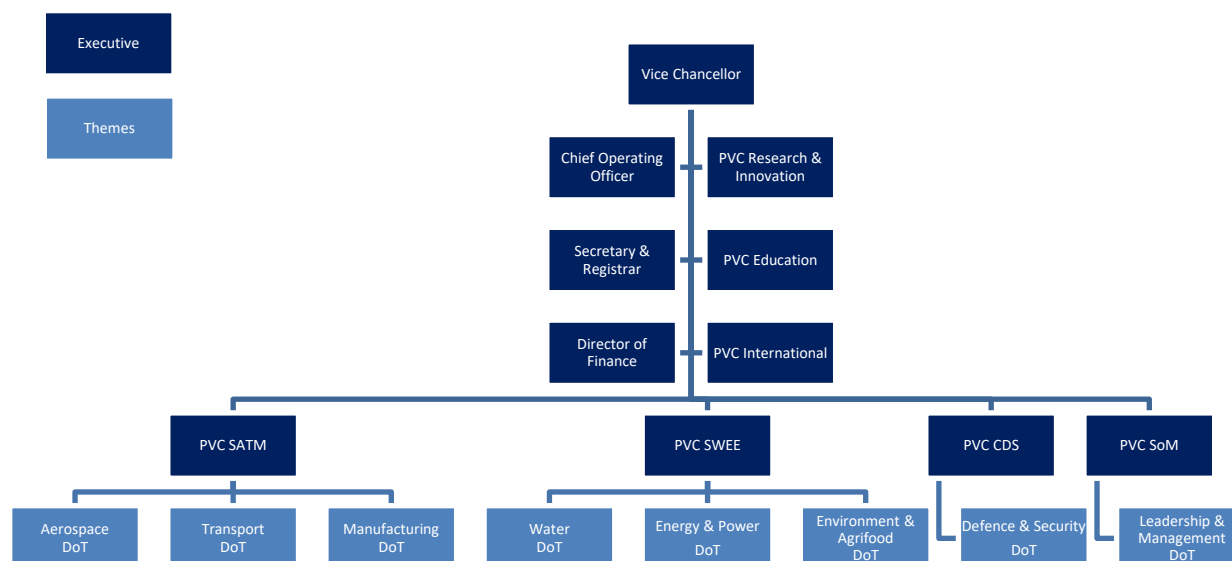 Executive
Themes
Vice Chancellor
Chief Operating
Officer
PVC Research &
Innovation
Secretary &
Registrar
PVC Education
Director of
Finance
PVC International
PVC SATM
PVC SWEE
PVC CDS
PVC SoM
Aerospace
DoT
Transport
DoT
Manufacturing
DoT
Water
DoT
Energy & Power
DoT
Environment &
Agrifood
DoT
Defence & Security
DoT
Leadership &
Management
DoT